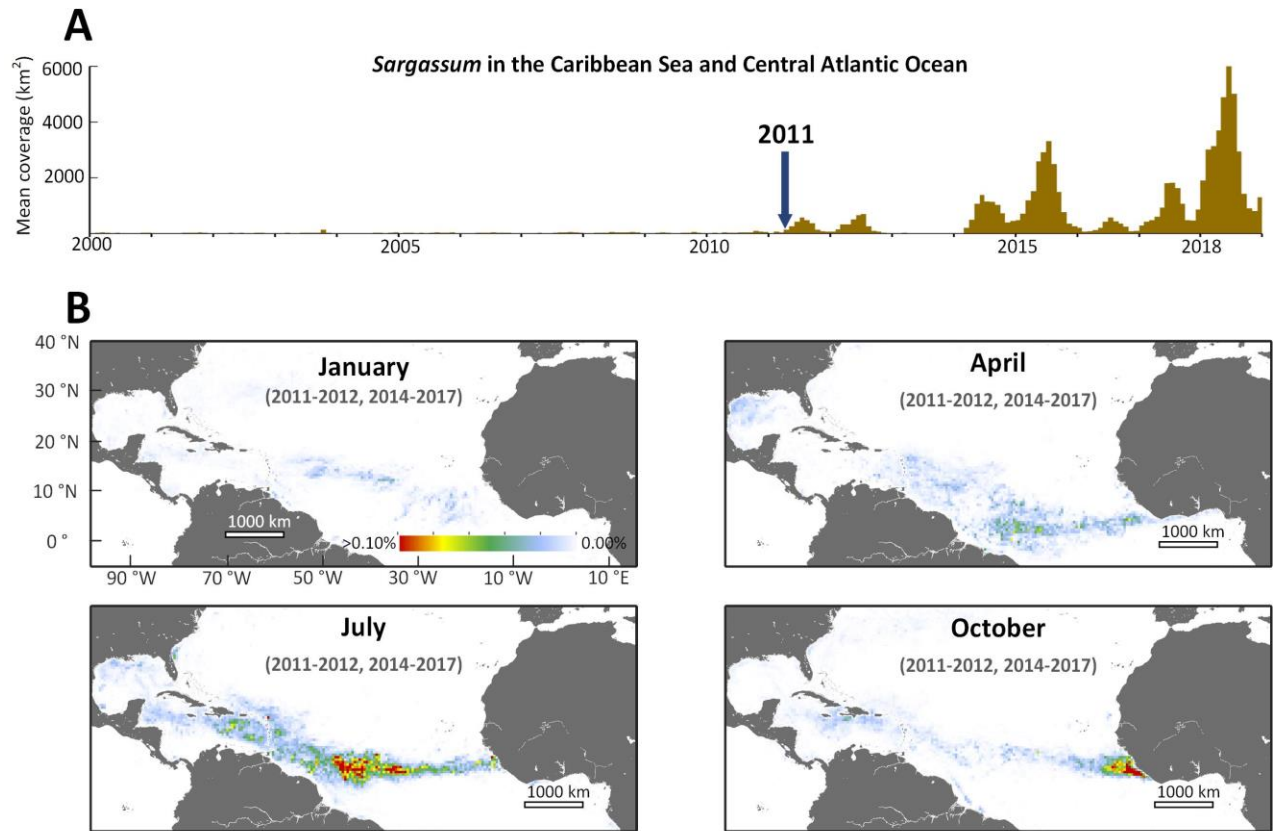 A
Sargassum in the Caribbean Sea and Central Atlantic Ocean
Mean coverage (km²)
6000
4000
2000
2011
2000
2005
2010
2015
2018
B
40 °N
30 °N
20 °N
10 °N
0 °
January
(2011-2012, 2014-2017)
1000 km
>0.10%
0.00%
90 °W
70 °W
50 °W
30 °W
10 °W
10 °E
April
(2011-2012, 2014-2017)
1000 km
July
(2011-2012, 2014-2017)
1000 km
October
(2011-2012, 2014-2017)
1000 km